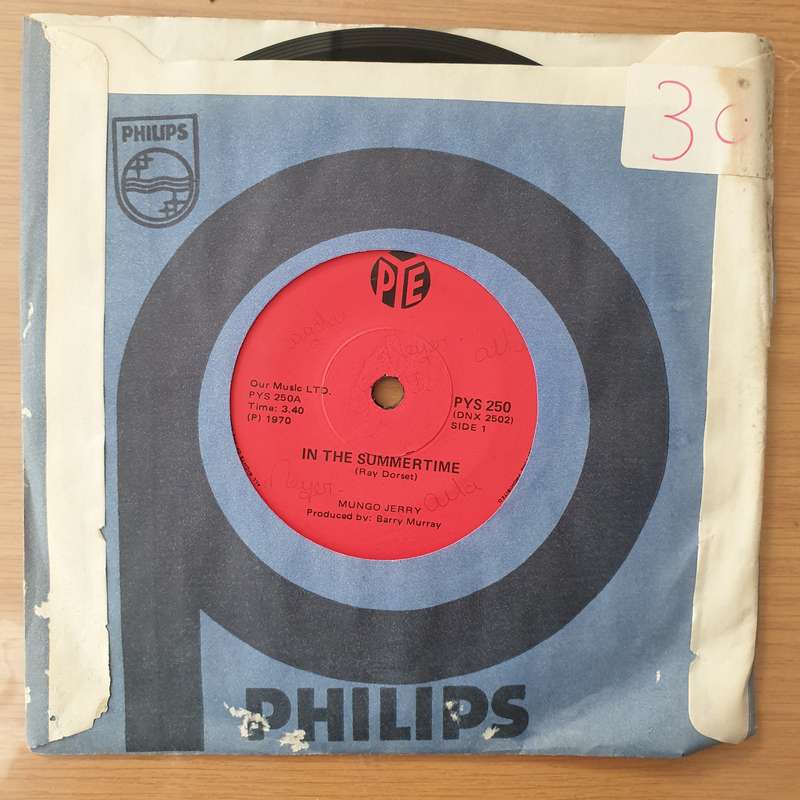 PHILIPS
30
PYE
Our Music LTD.
PYS 250A
Time: 3.40
(P) 1970
PYS 250
(DNX 2502)
SIDE 1
IN THE SUMMERTIME
(Ray Dorset)
MUNGO JERRY
Produced by: Barry Murray
PHILIPS